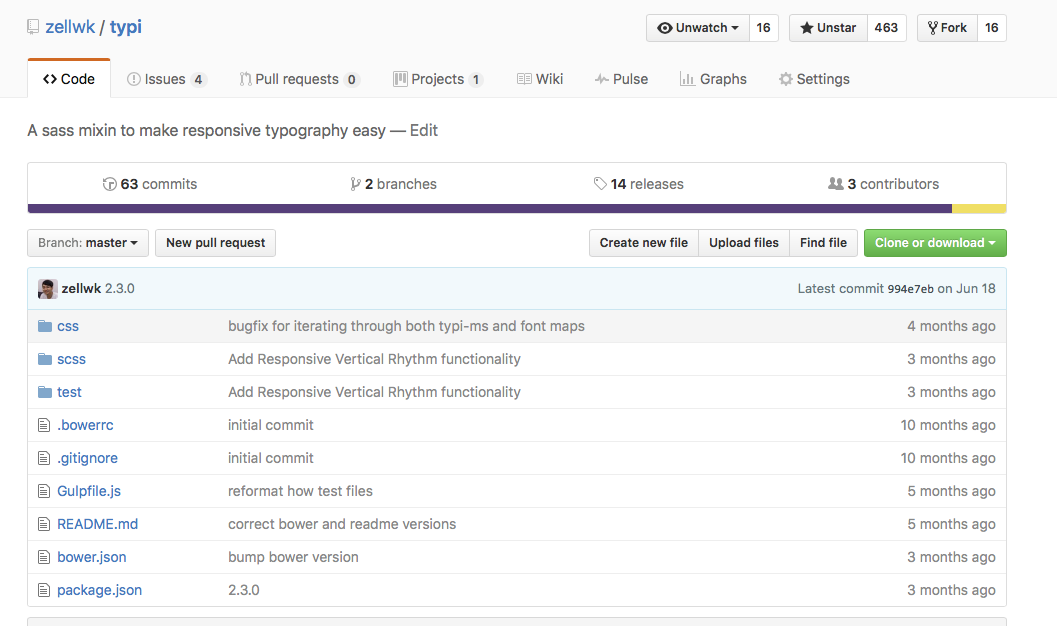 zellwk / typi Unwatch 16 Unstar 463 Fork 16
Code Issues 4 Pull requests 0 Projects 1 Wiki Pulse Graphs Settings
A sass mixin to make responsive typography easy — Edit
63 commits 2 branches 14 releases 3 contributors
Branch: master New pull request Create new file Upload files Find file Clone or download
zellwk 2.3.0 Latest commit 994e7eb on Jun 18
css bugfix for iterating through both typi-ms and font maps 4 months ago
scss Add Responsive Vertical Rhythm functionality 3 months ago
test Add Responsive Vertical Rhythm functionality 3 months ago
.bowerrc initial commit 10 months ago
.gitignore initial commit 10 months ago
Gulpfile.js reformat how test files 5 months ago
README.md correct bower and readme versions 5 months ago
bower.json bump bower version 3 months ago
package.json 2.3.0 3 months ago